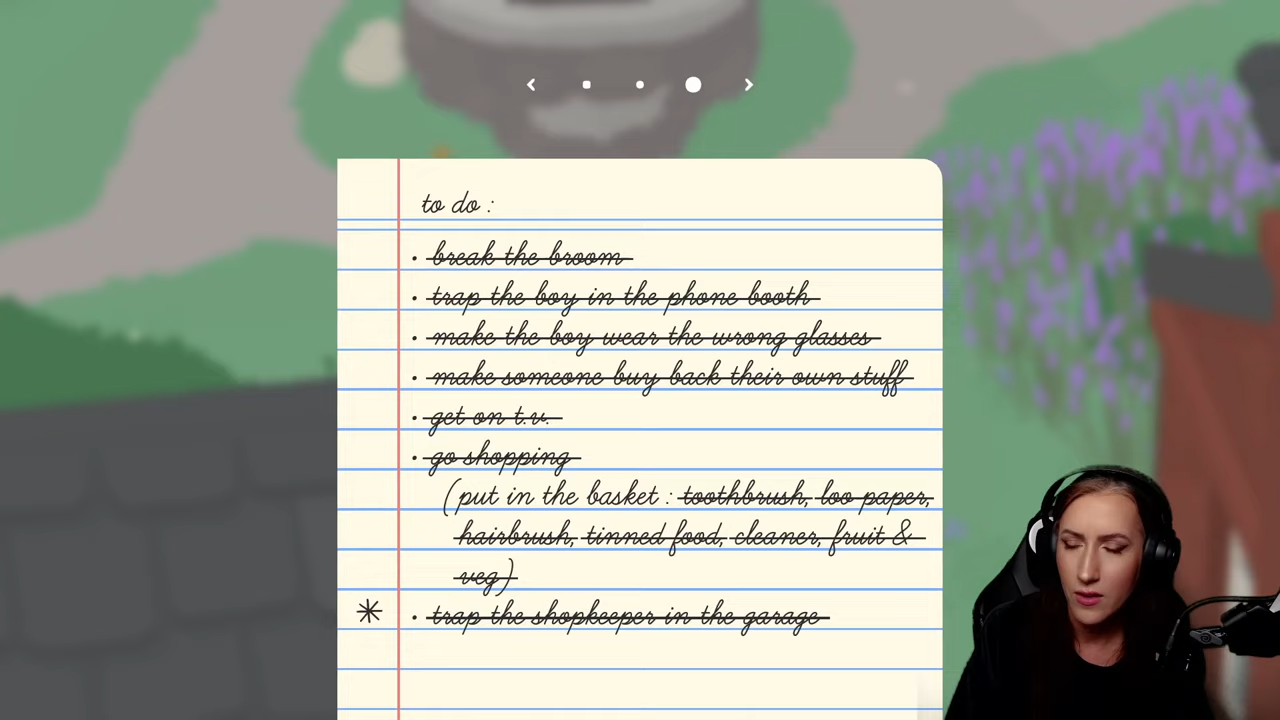 to do :
• break the broom
• trap the boy in the phone booth
• make the boy wear the wrong glasses
• make someone buy back their own stuff
• get on t.v.
• go shopping
(put in the basket : toothbrush, loo paper,
hairbrush, tinned food, cleaner, fruit &
veg)
* • trap the shopkeeper in the garage